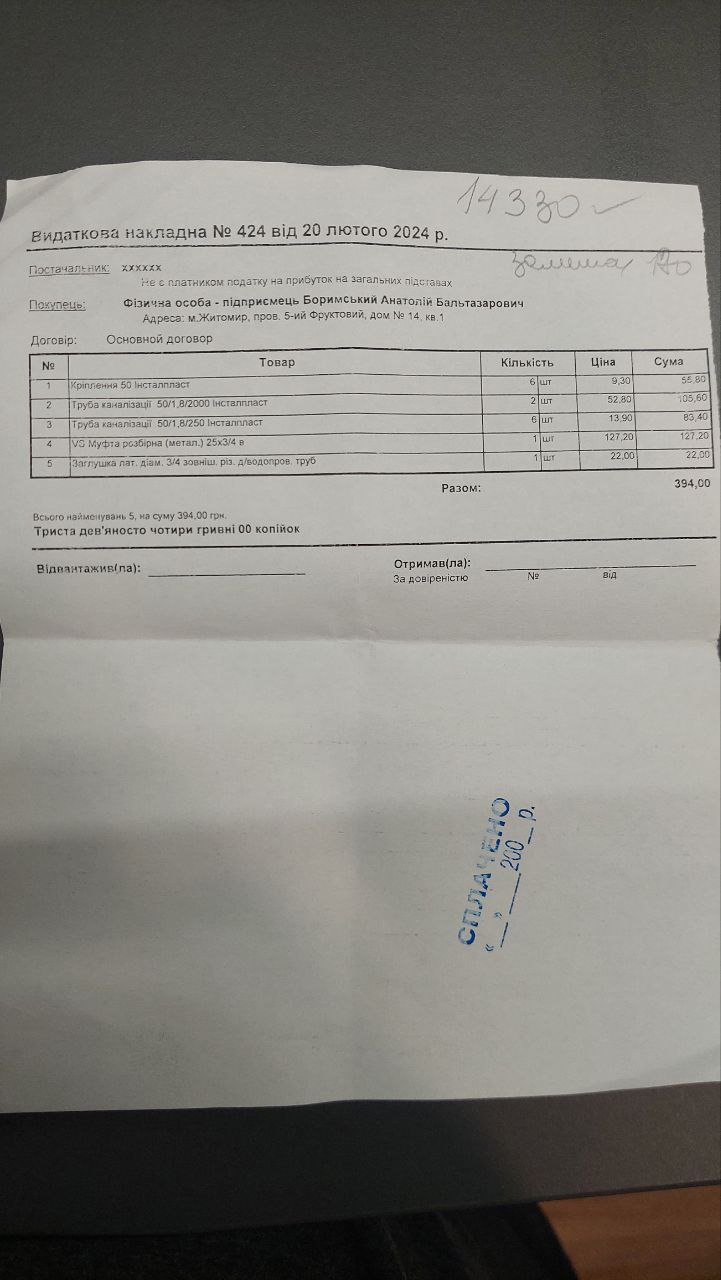 14330
Видаткова накладна № 424 від 20 лютого 2024 р.
залишок
Постачальник: xxxxxx
Не є платником податку на прибуток на загальних підставах
Покупець: Фізична особа - підприємець Боримський Анатолій Бальтазарович
Адреса: м.Житомир, пров. 5-ий Фруктовий, дом № 14, кв.1
Договір: Основной договор
№ Товар Кількість Ціна Сума
1 Кріплення 50 Інсталпласт 6 шт 9,30 55,80
2 Труба каналізації 50/1,8/2000 Інсталпласт 2 шт 52,80 105,60
3 Труба каналізації 50/1,8/250 Інсталпласт 6 шт 13,90 83,40
4 VS Муфта розбірна (метал.) 25х3/4 в 1 шт 127,20 127,20
5 Заглушка лат. діам. 3/4 зовніш. різ. д/водопров. труб 1 шт 22,00 22,00
Разом: 394,00
Всього найменувань 5, на суму 394,00 грн.
Триста дев'яносто чотири гривні 00 копійок
Відвантажив(ла): Отримав(ла):
За довіреністю № від
СПЛАЧЕНО
"__"____200__р.